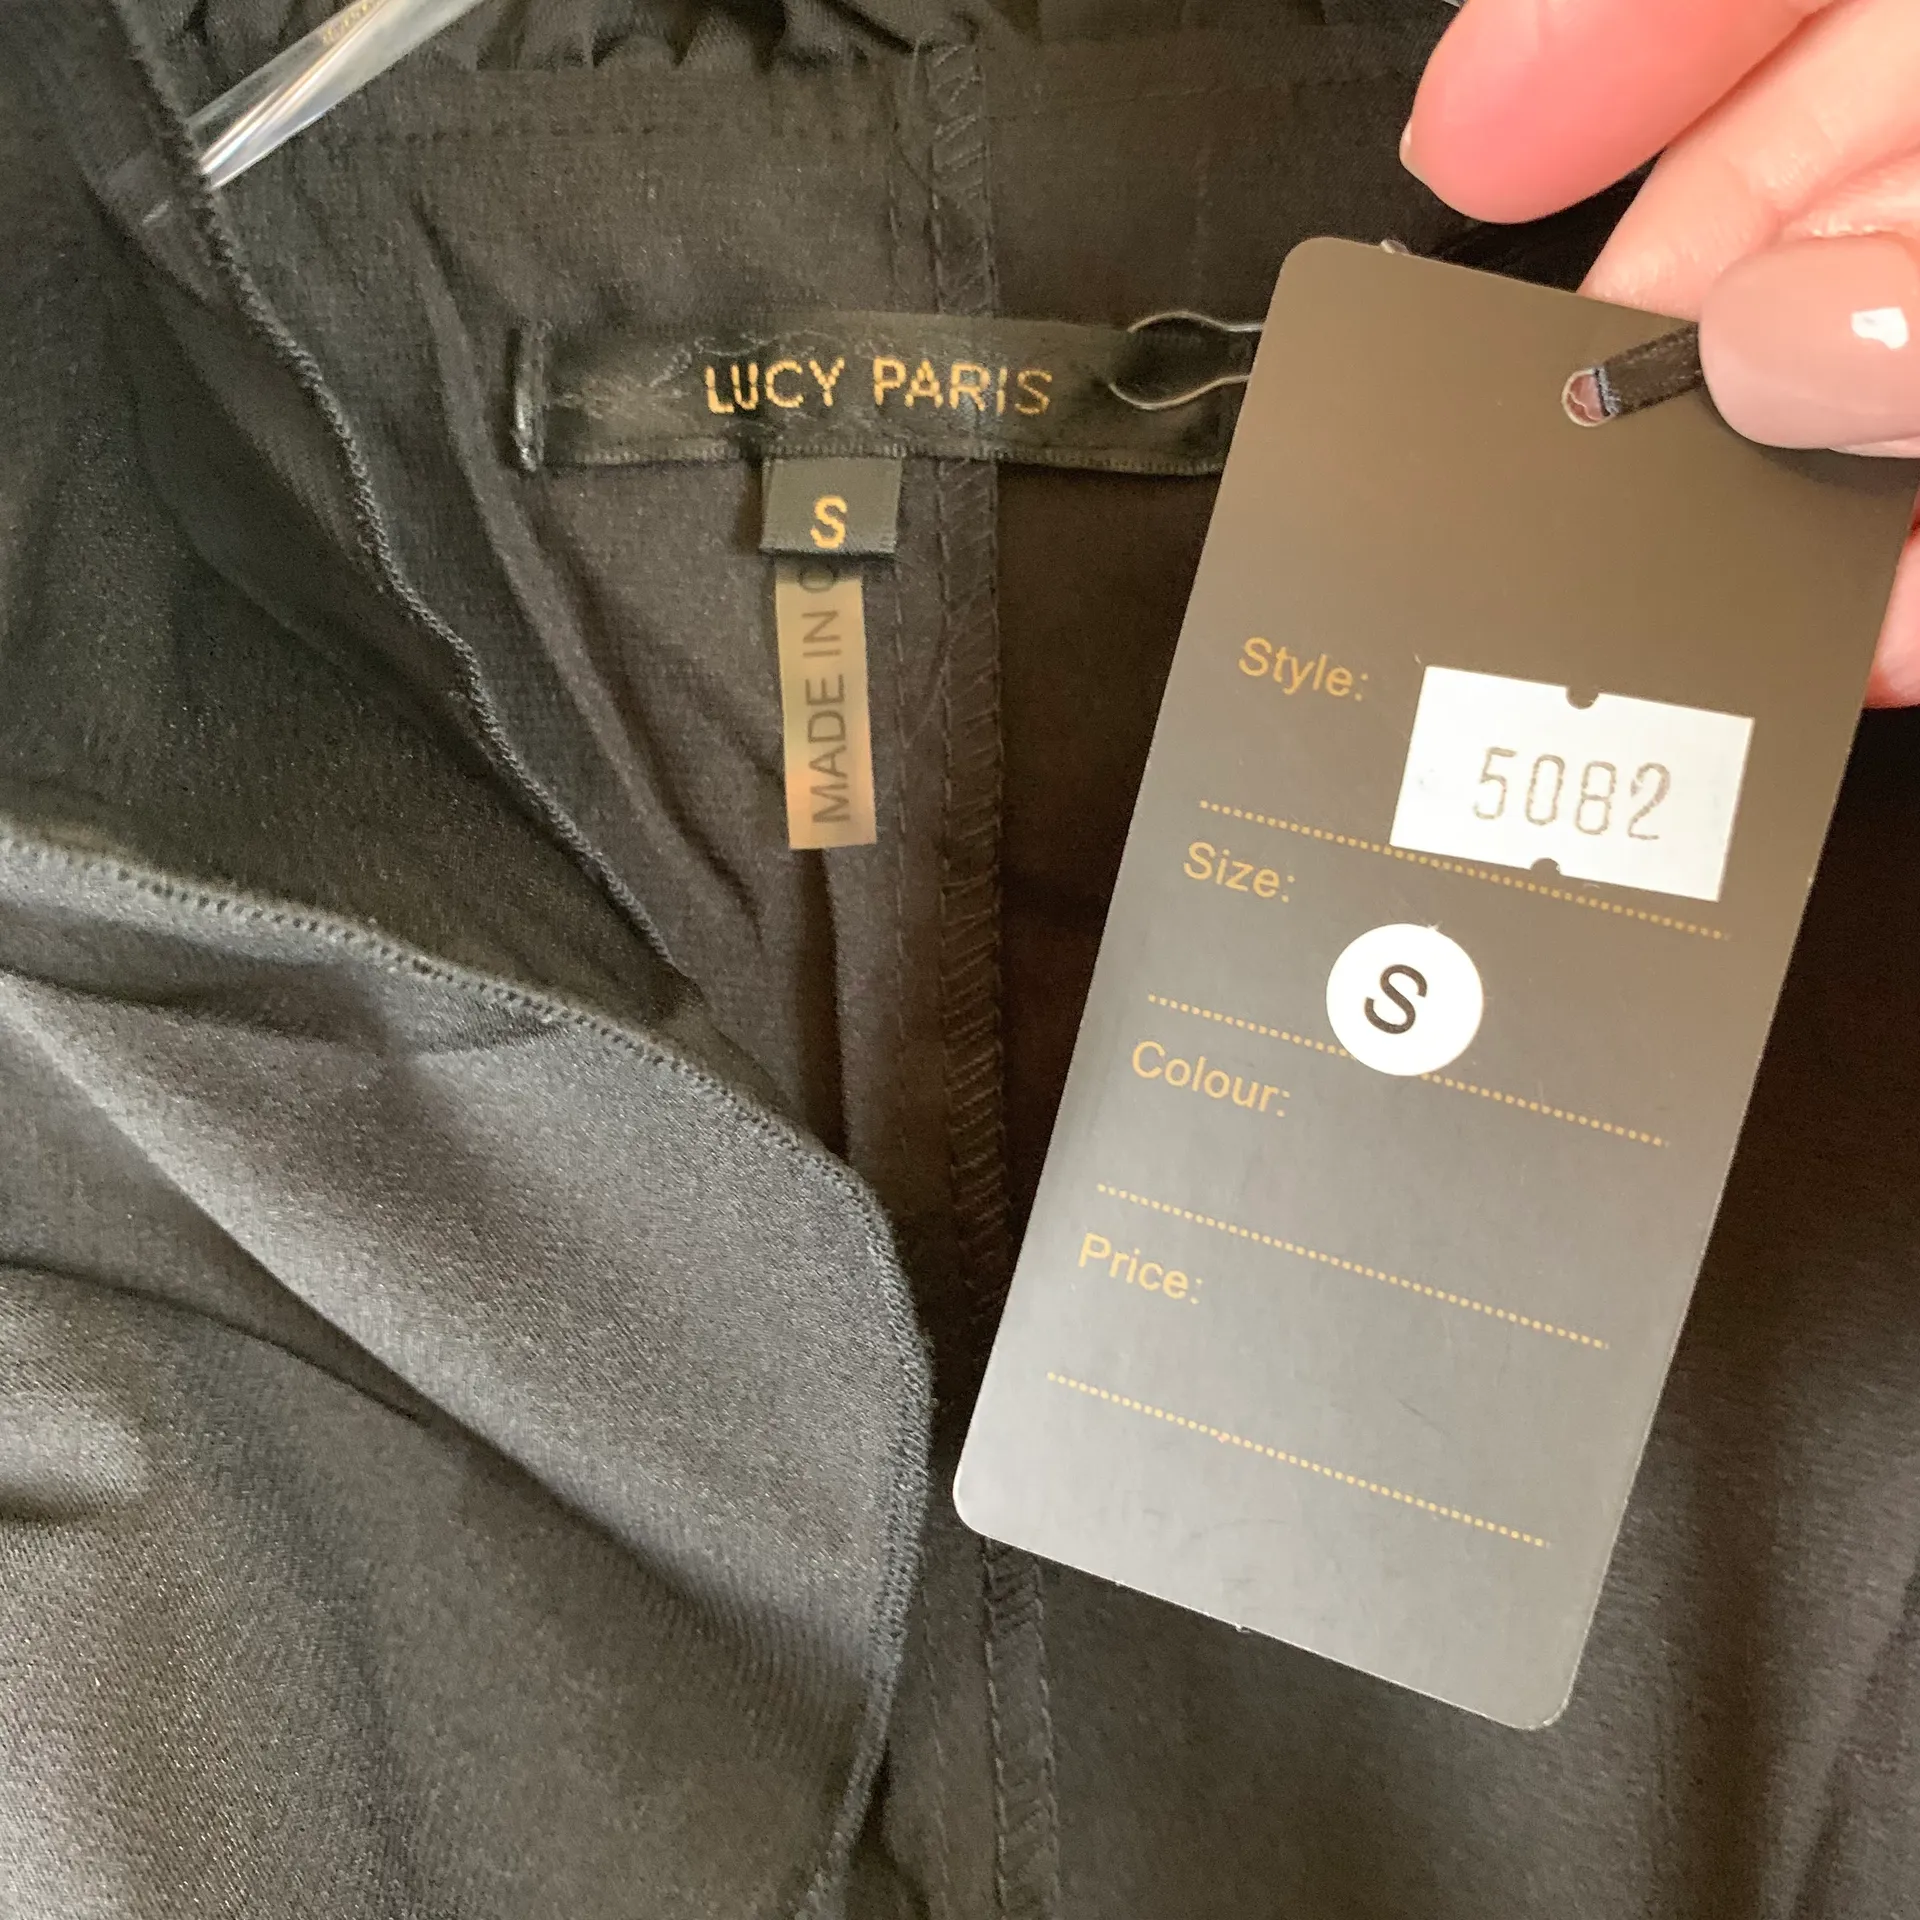 LUCY PARIS
S
MADE IN
Style:
5082
Size:
S
Colour:
Price: